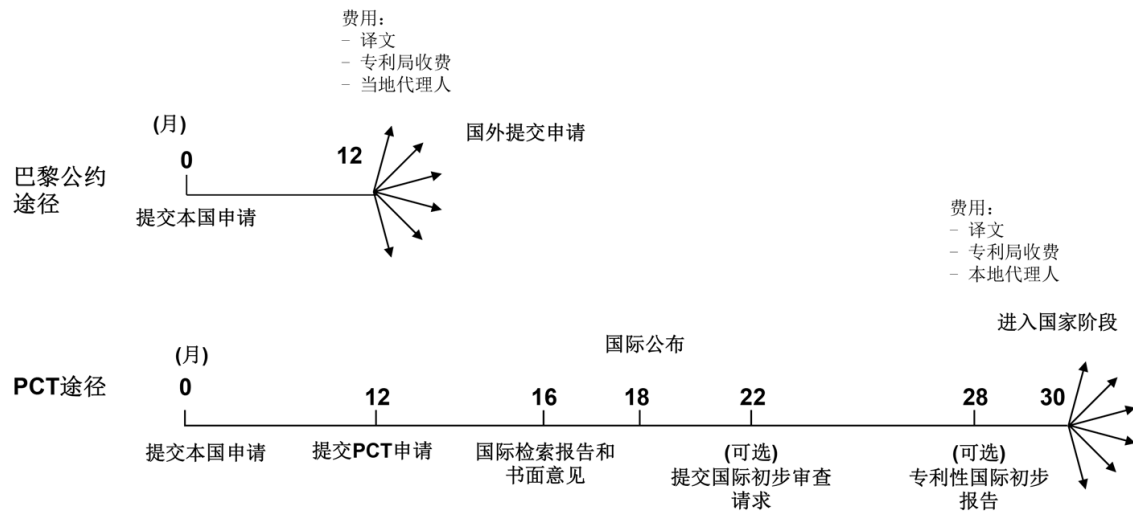 费用：
– 译文
– 专利局收费
– 当地代理人
(月)
国外提交申请
0
12
巴黎公约
途径
提交本国申请
费用：
– 译文
– 专利局收费
– 本地代理人
进入国家阶段
国际公布
(月)
PCT途径
0
12
16
18
22
28
30
提交本国申请
提交PCT申请
国际检索报告和
书面意见
(可选)
提交国际初步审查
请求
(可选)
专利性国际初步
报告